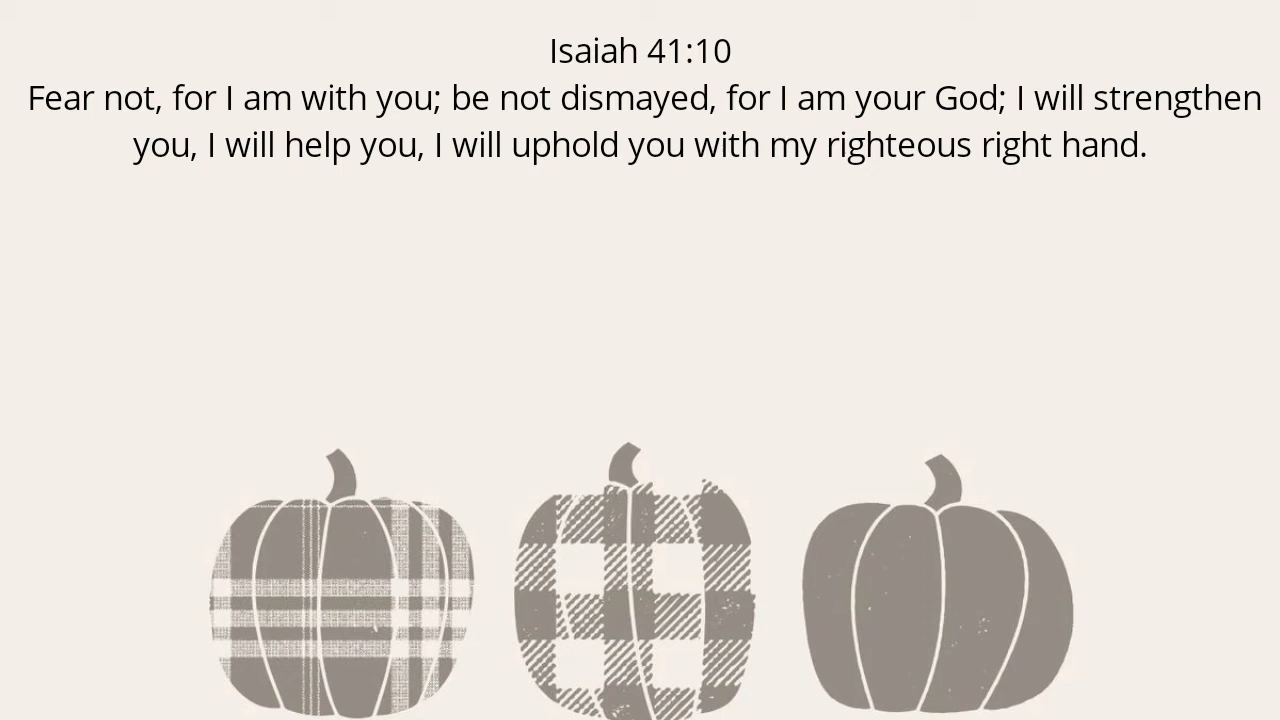 Isaiah 41:10
Fear not, for I am with you; be not dismayed, for I am your God; I will strengthen
you, I will help you, I will uphold you with my righteous right hand.